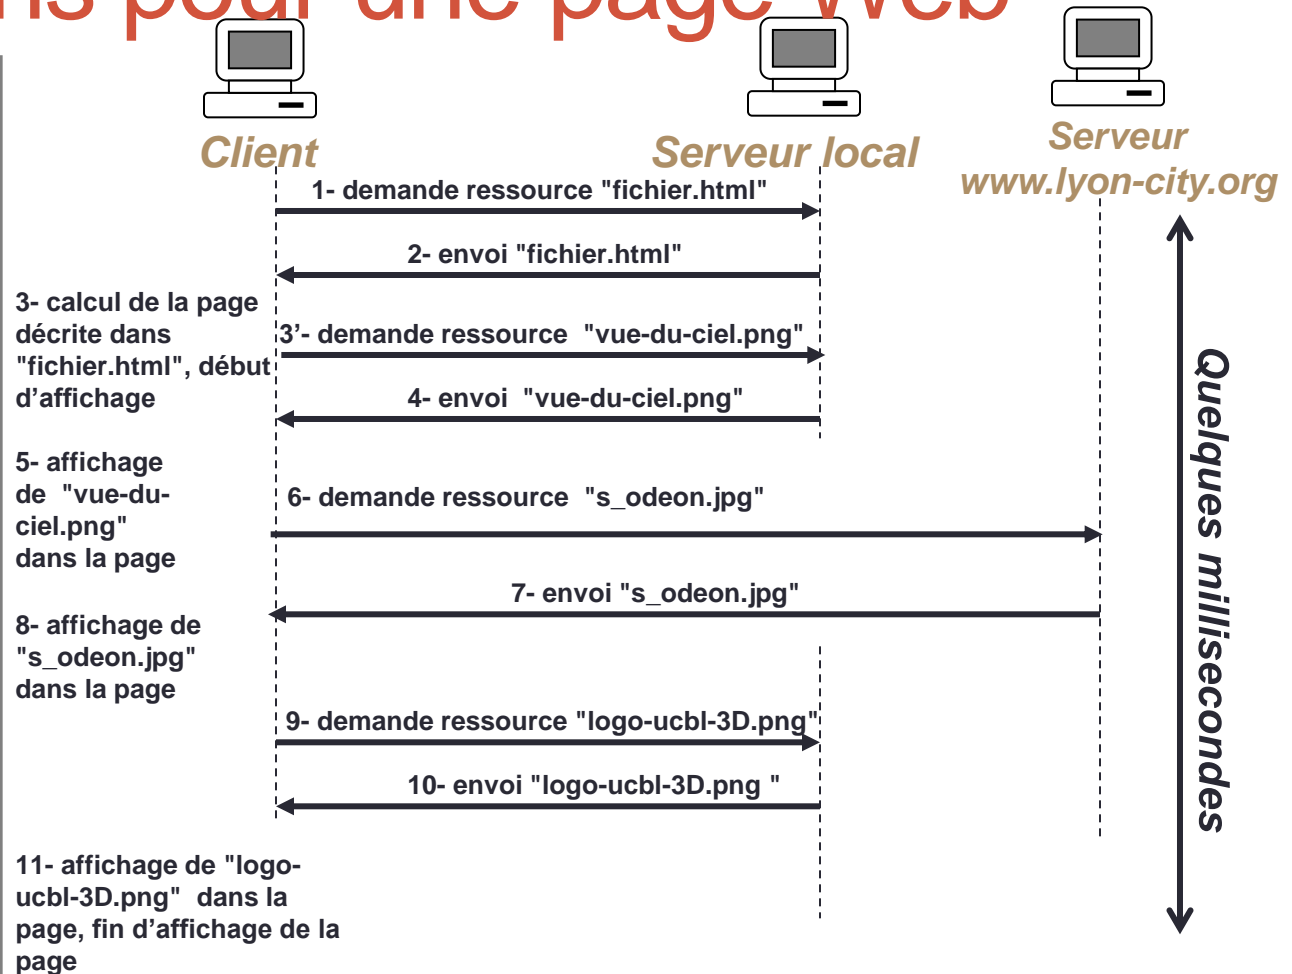 ns pour une page Web
Client
Serveur local
Serveur
www.lyon-city.org
1- demande ressource "fichier.html"
2- envoi "fichier.html"
3- calcul de la page
décrite dans
"fichier.html", début
d’affichage
3’- demande ressource "vue-du-ciel.png"
4- envoi "vue-du-ciel.png"
5- affichage
de "vue-du-
ciel.png"
dans la page
6- demande ressource "s_odeon.jpg"
7- envoi "s_odeon.jpg"
8- affichage de
"s_odeon.jpg"
dans la page
9- demande ressource "logo-ucbl-3D.png"
10- envoi "logo-ucbl-3D.png "
11- affichage de "logo-
ucbl-3D.png" dans la
page, fin d’affichage de la
page
Quelques millisecondes